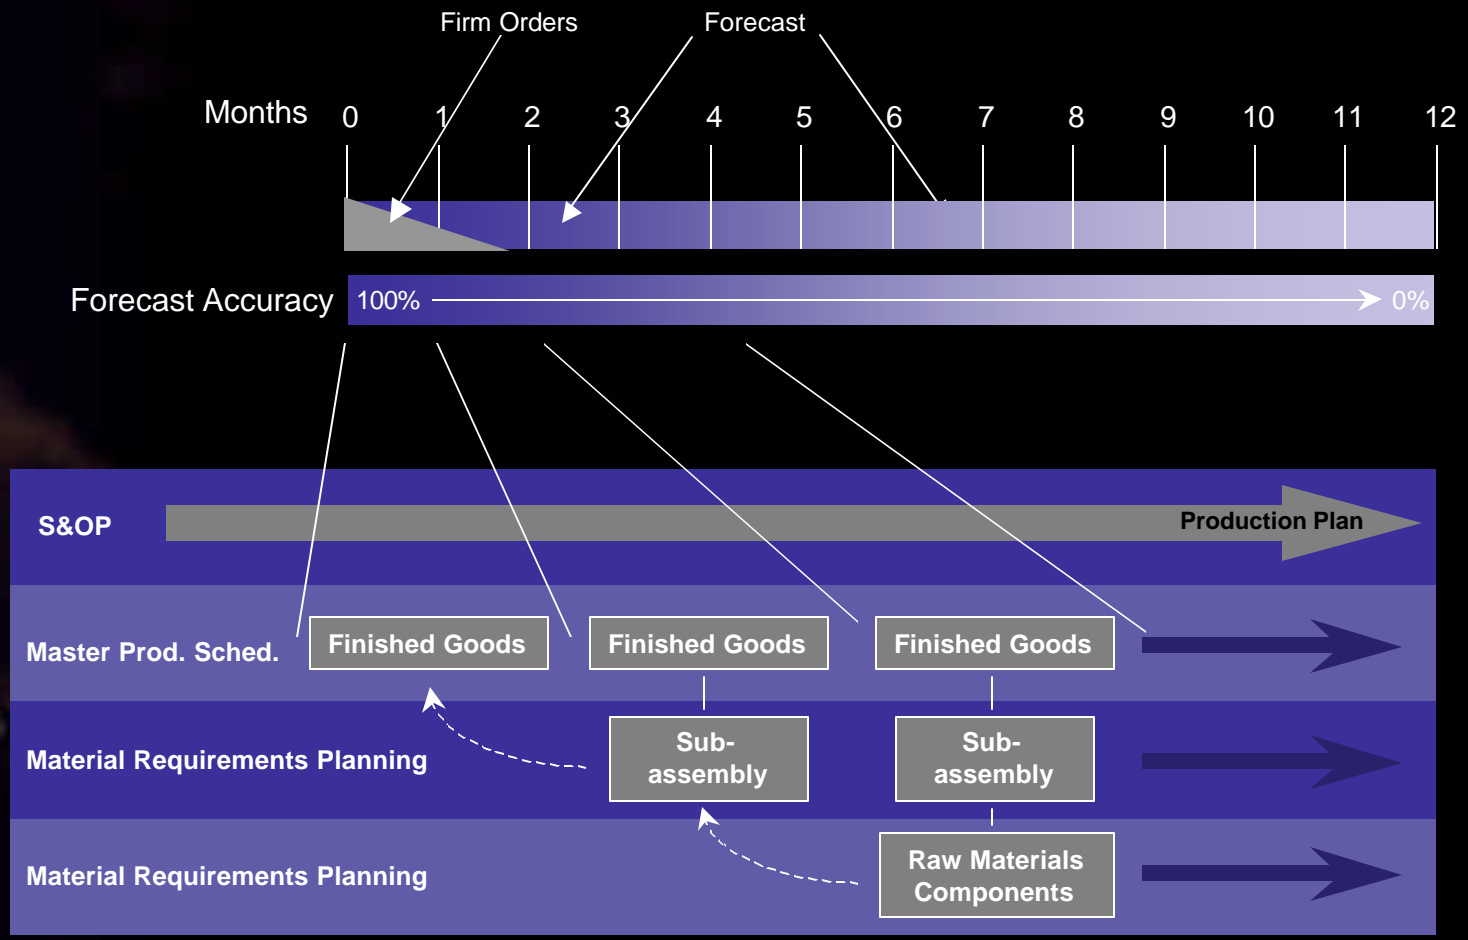 Firm Orders Forecast
Months 0 1 2 3 4 5 6 7 8 9 10 11 12
Forecast Accuracy 100% 0%
S&OP Production Plan
Master Prod. Sched. Finished Goods Finished Goods Finished Goods
Material Requirements Planning
Sub-
assembly
Sub-
assembly
Material Requirements Planning
Raw Materials
Components